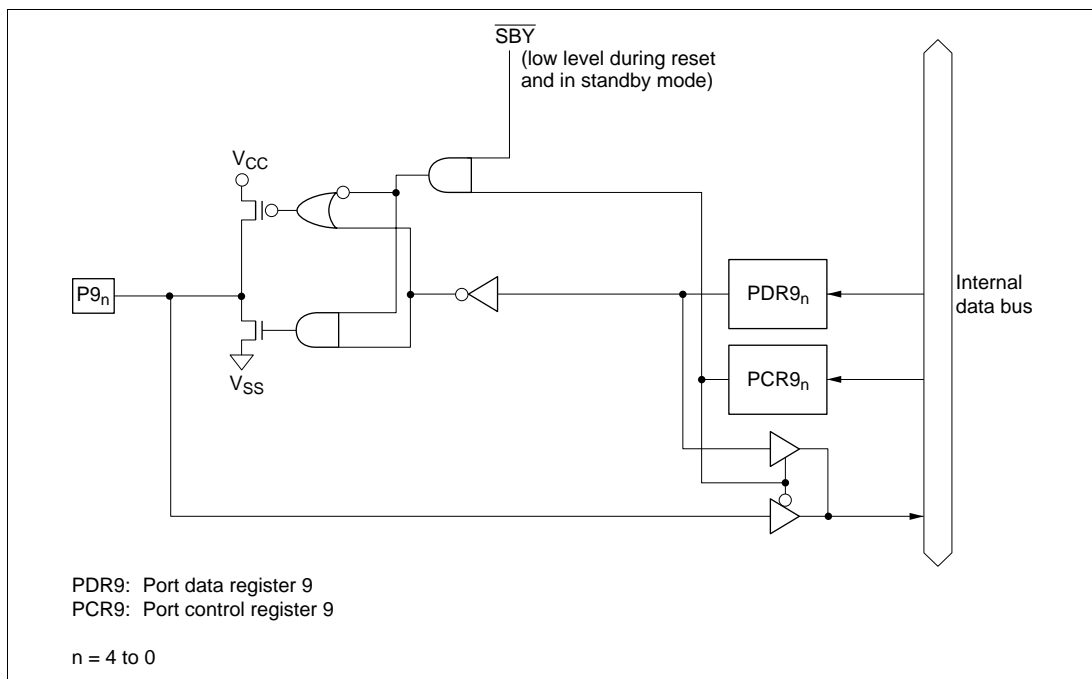 SBY
(low level during reset
and in standby mode)
VCC
P9n
VSS
PDR9n
PCR9n
Internal
data bus
PDR9: Port data register 9
PCR9: Port control register 9
n = 4 to 0